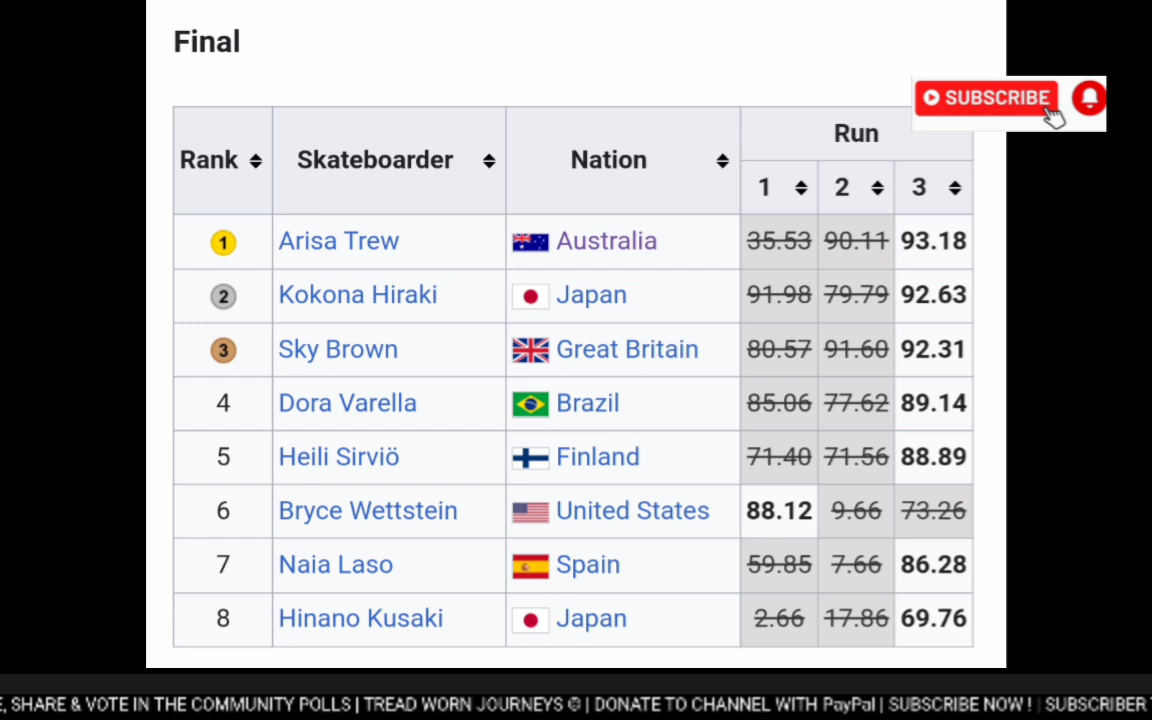 Final
SUBSCRIBE
Rank Skateboarder Nation Run
1 2 3
1 Arisa Trew Australia 35.53 90.11 93.18
2 Kokona Hiraki Japan 91.98 79.79 92.63
3 Sky Brown Great Britain 80.57 91.60 92.31
4 Dora Varella Brazil 85.06 77.62 89.14
5 Heili Sirviö Finland 71.40 71.56 88.89
6 Bryce Wettstein United States 88.12 9.66 73.26
7 Naia Laso Spain 59.85 7.66 86.28
8 Hinano Kusaki Japan 2.66 17.86 69.76
, SHARE & VOTE IN THE COMMUNITY POLLS | TREAD WORN JOURNEYS © | DONATE TO CHANNEL WITH PayPal | SUBSCRIBE NOW ! | SUBSCRIBER